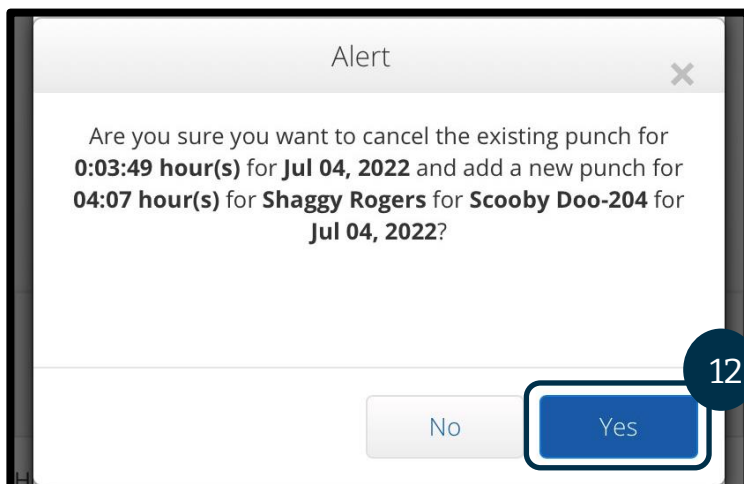 Alert
×
Are you sure you want to cancel the existing punch for
0:03:49 hour(s) for Jul 04, 2022 and add a new punch for
04:07 hour(s) for Shaggy Rogers for Scooby Doo-204 for
Jul 04, 2022?
12
No
Yes
H